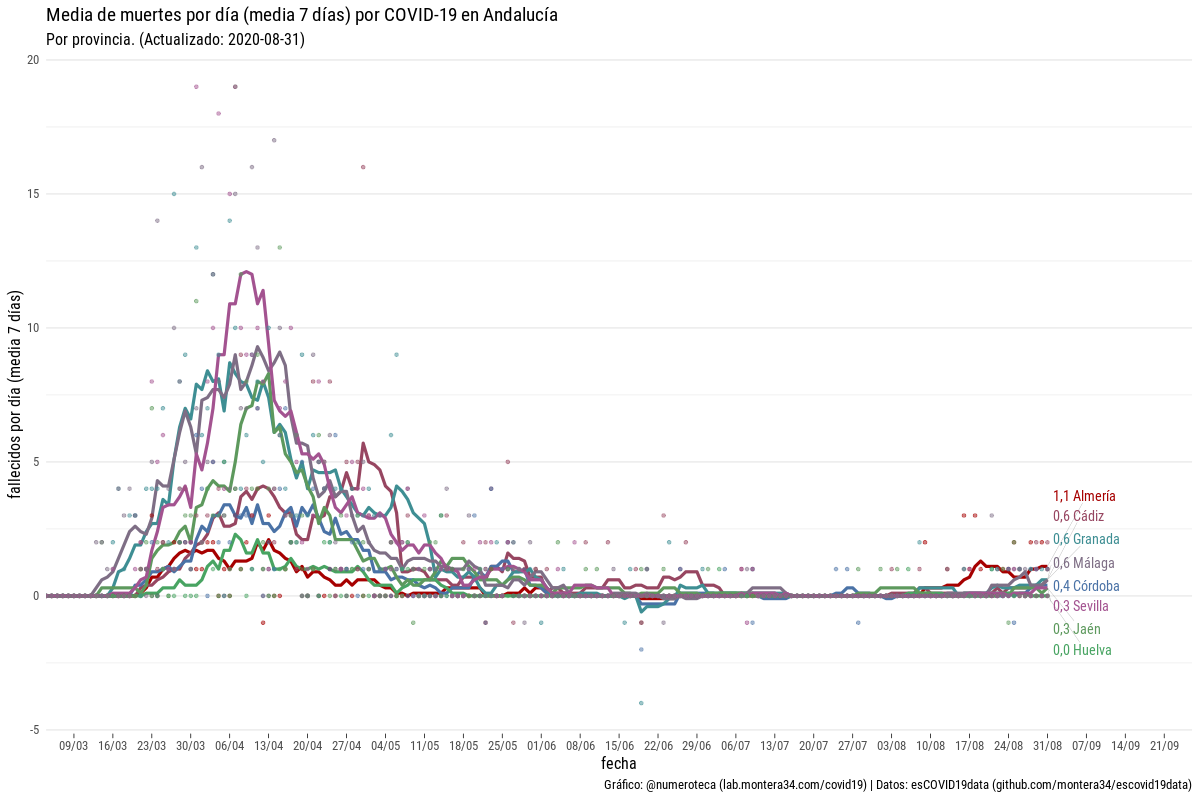 Media de muertes por día (media 7 días) por COVID-19 en Andalucía
Por provincia. (Actualizado: 2020-08-31)
fallecidos por día (media 7 días)
20
15
10
5
0
-5
1,1 Almería
0,6 Cádiz
0,6 Granada
0,6 Málaga
0,4 Córdoba
0,3 Sevilla
0,3 Jaén
0,0 Huelva
09/03 16/03 23/03 30/03 06/04 13/04 20/04 27/04 04/05 11/05 18/05 25/05 01/06 08/06 15/06 22/06 29/06 06/07 13/07 20/07 27/07 03/08 10/08 17/08 24/08 31/08 07/09 14/09 21/09
fecha
Gráfico: @numeroteca (lab.montera34.com/covid19) | Datos: esCOVID19data (github.com/montera34/escovid19data)